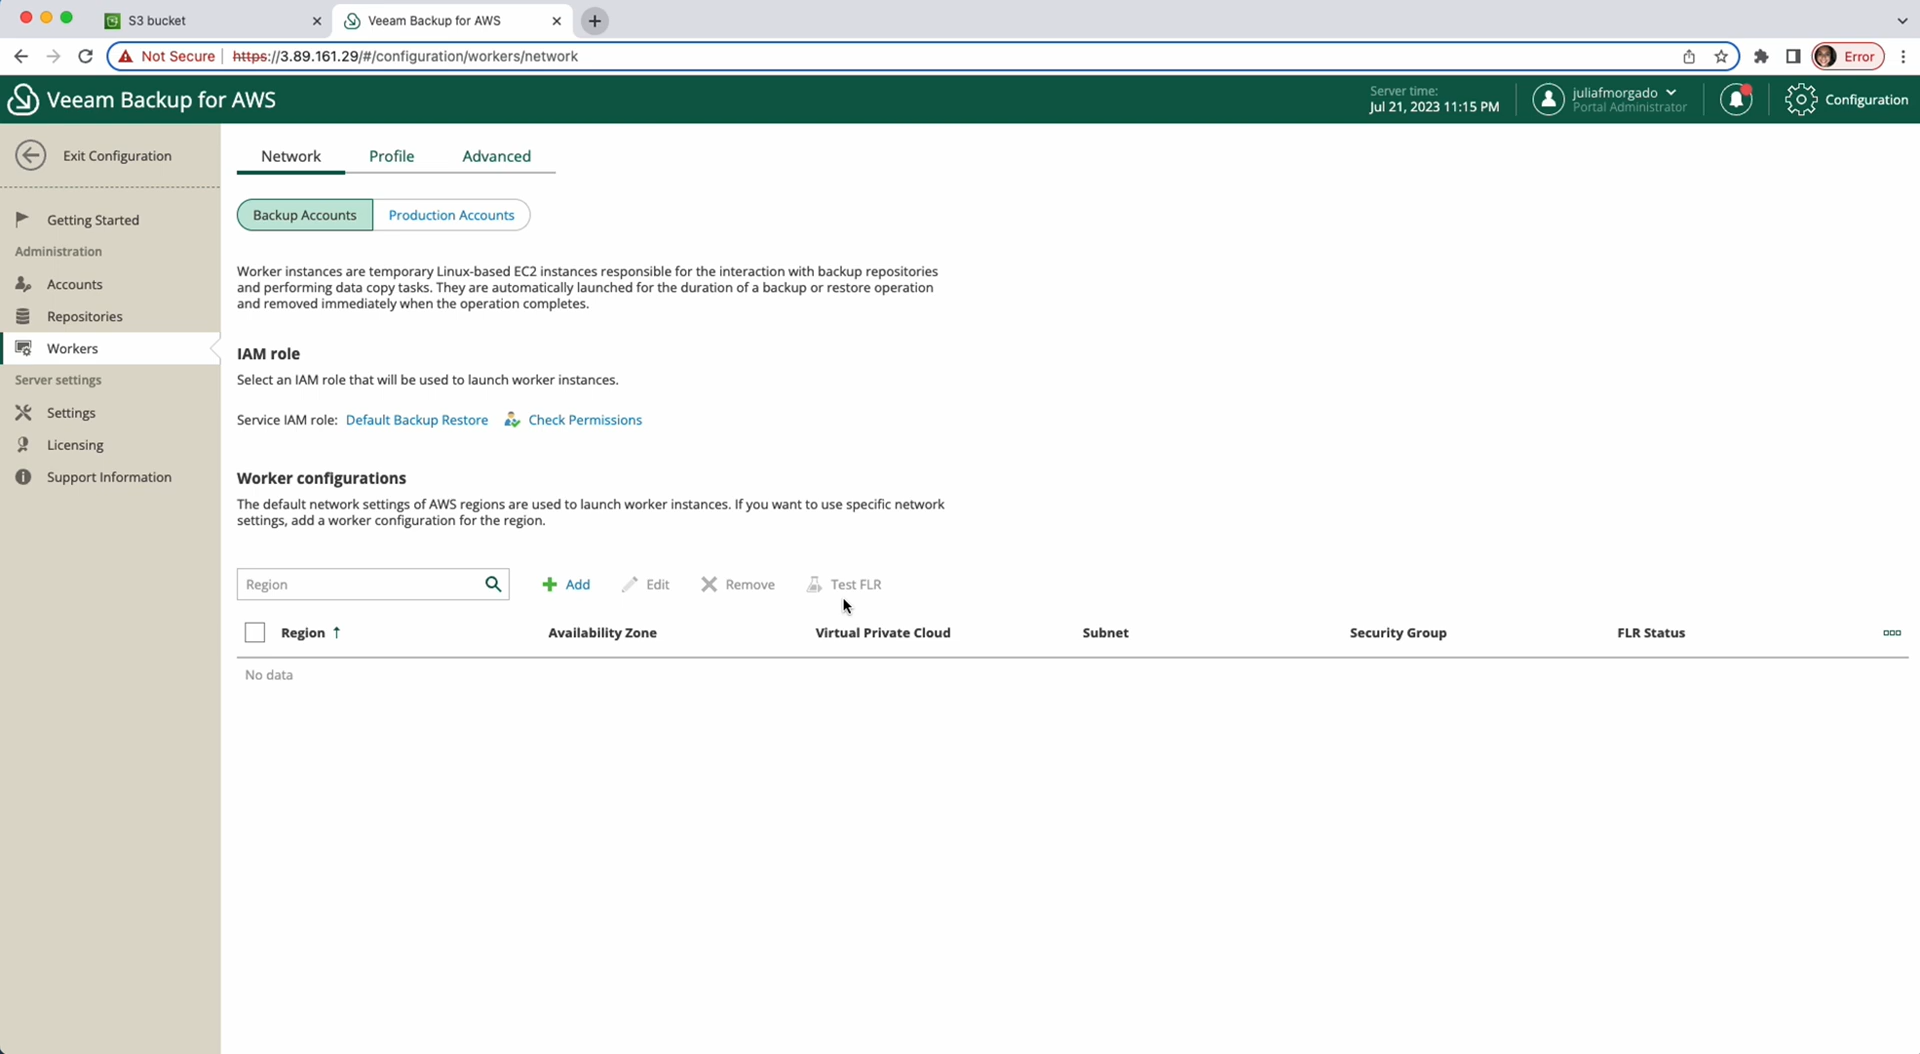 S3 bucket
Veeam Backup for AWS
Not Secure
https://3.89.161.29/#/configuration/workers/network
Error
Veeam Backup for AWS
Server time:
Jul 21, 2023 11:15 PM
juliafmorgado
Portal Administrator
Configuration
Exit Configuration
Getting Started
Administration
Accounts
Repositories
Workers
Server settings
Settings
Licensing
Support Information
Network Profile Advanced
Backup Accounts Production Accounts
Worker instances are temporary Linux-based EC2 instances responsible for the interaction with backup repositories
and performing data copy tasks. They are automatically launched for the duration of a backup or restore operation
and removed immediately when the operation completes.
IAM role
Select an IAM role that will be used to launch worker instances.
Service IAM role: Default Backup Restore Check Permissions
Worker configurations
The default network settings of AWS regions are used to launch worker instances. If you want to use specific network
settings, add a worker configuration for the region.
Region Add Edit Remove Test FLR
Region ↑ Availability Zone Virtual Private Cloud Subnet Security Group FLR Status
No data